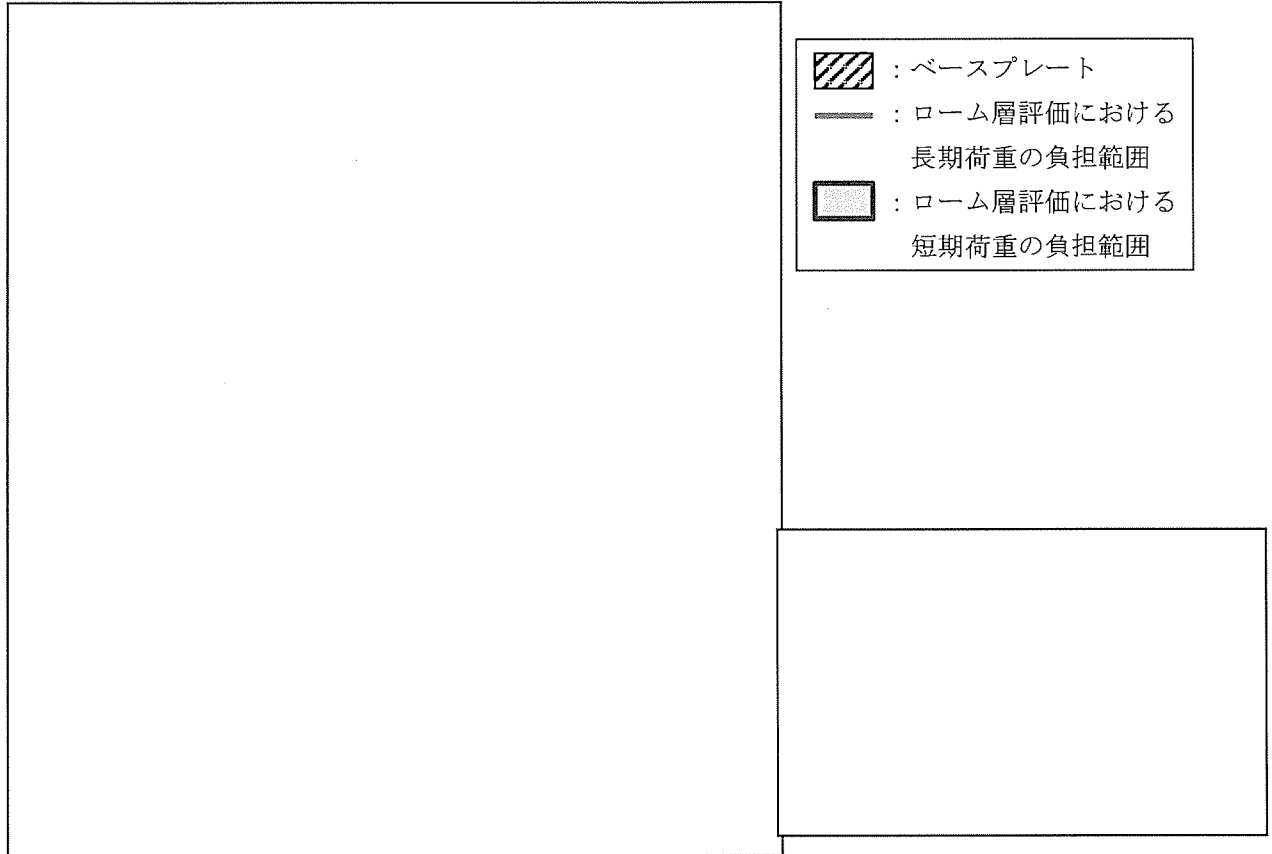 ：ベースプレート
：ローム層評価における
長期荷重の負担範囲
：ローム層評価における
短期荷重の負担範囲